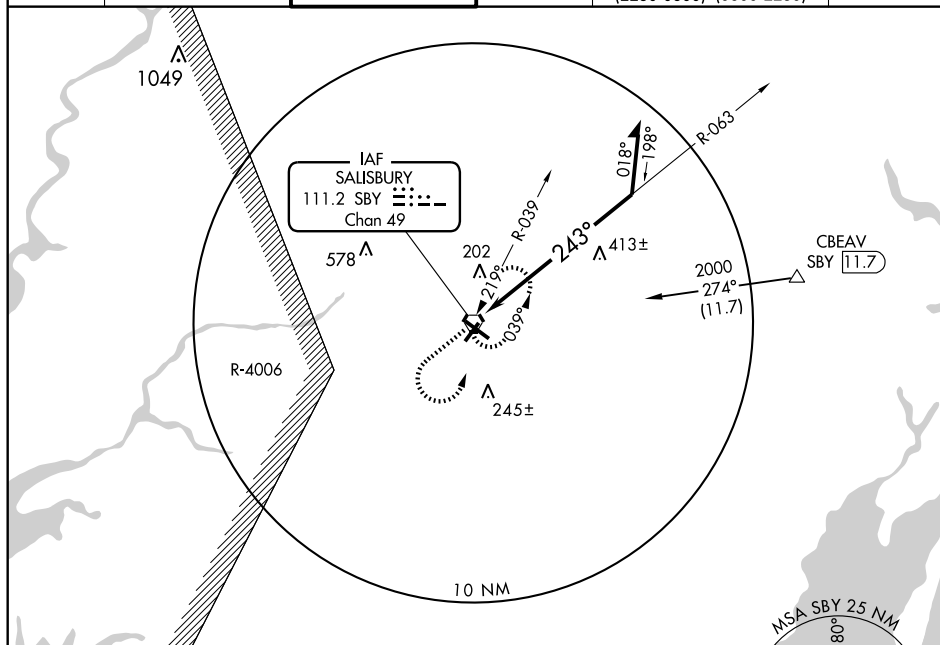 1049
IAF
SALISBURY
111.2 SBY
Chan 49
578
202
R-039
219°
039°
243°
018°
198°
R-063
413±
CBEAV
SBY 11.7
2000
274°
(11.7)
R-4006
245±
10 NM
MSA SBY 25 NM